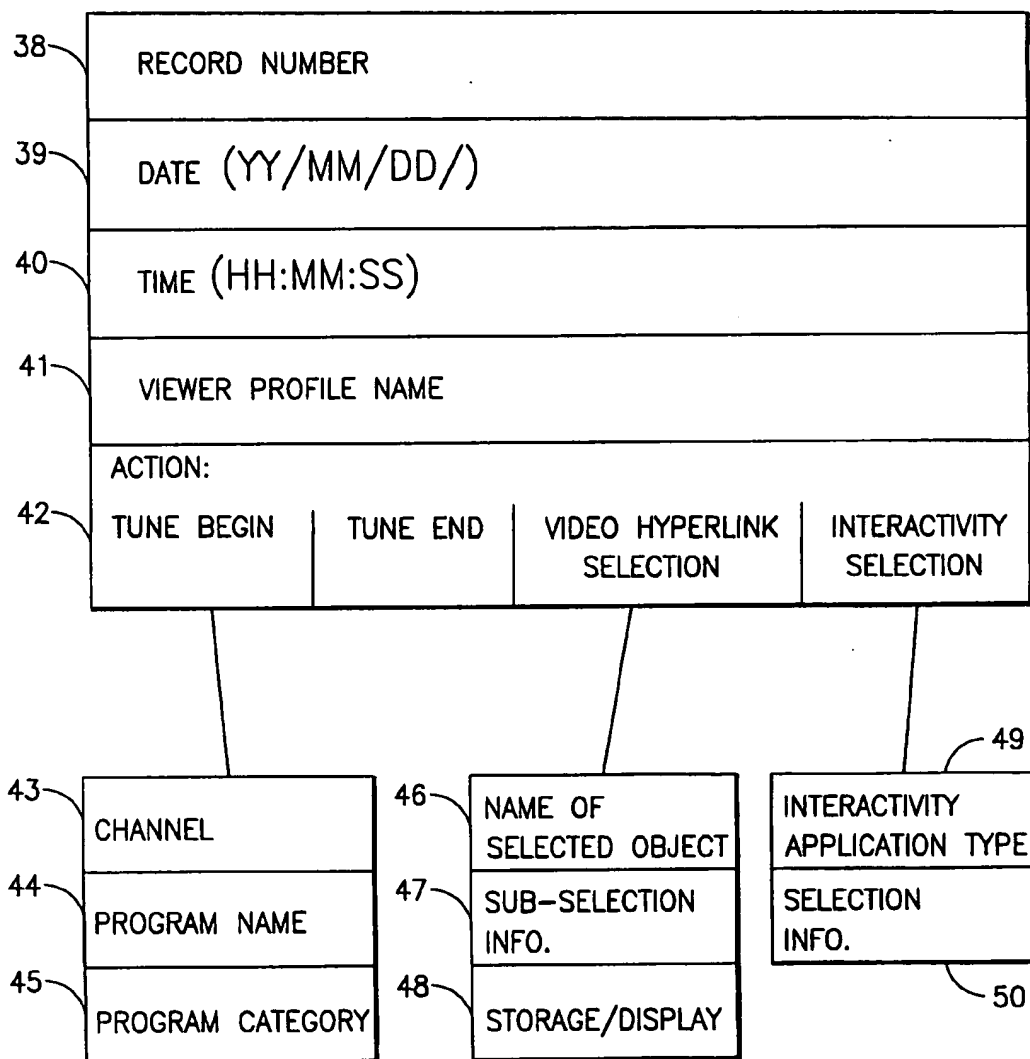 38
RECORD NUMBER
39
DATE (YY/MM/DD/)
40
TIME (HH:MM:SS)
41
VIEWER PROFILE NAME
ACTION:
42
TUNE BEGIN
TUNE END
VIDEO HYPERLINK
SELECTION
INTERACTIVITY
SELECTION
43
CHANNEL
44
PROGRAM NAME
45
PROGRAM CATEGORY
46
NAME OF
SELECTED OBJECT
47
SUB-SELECTION
INFO.
48
STORAGE/DISPLAY
49
INTERACTIVITY
APPLICATION TYPE
SELECTION
INFO.
50